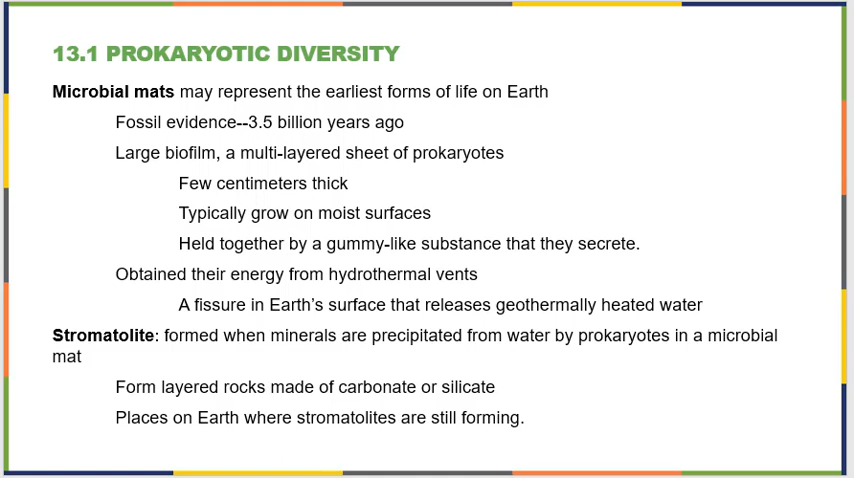 13.1 PROKARYOTIC DIVERSITY
Microbial mats may represent the earliest forms of life on Earth
Fossil evidence--3.5 billion years ago
Large biofilm, a multi-layered sheet of prokaryotes
Few centimeters thick
Typically grow on moist surfaces
Held together by a gummy-like substance that they secrete.
Obtained their energy from hydrothermal vents
A fissure in Earth’s surface that releases geothermally heated water
Stromatolite: formed when minerals are precipitated from water by prokaryotes in a microbial
mat
Form layered rocks made of carbonate or silicate
Places on Earth where stromatolites are still forming.